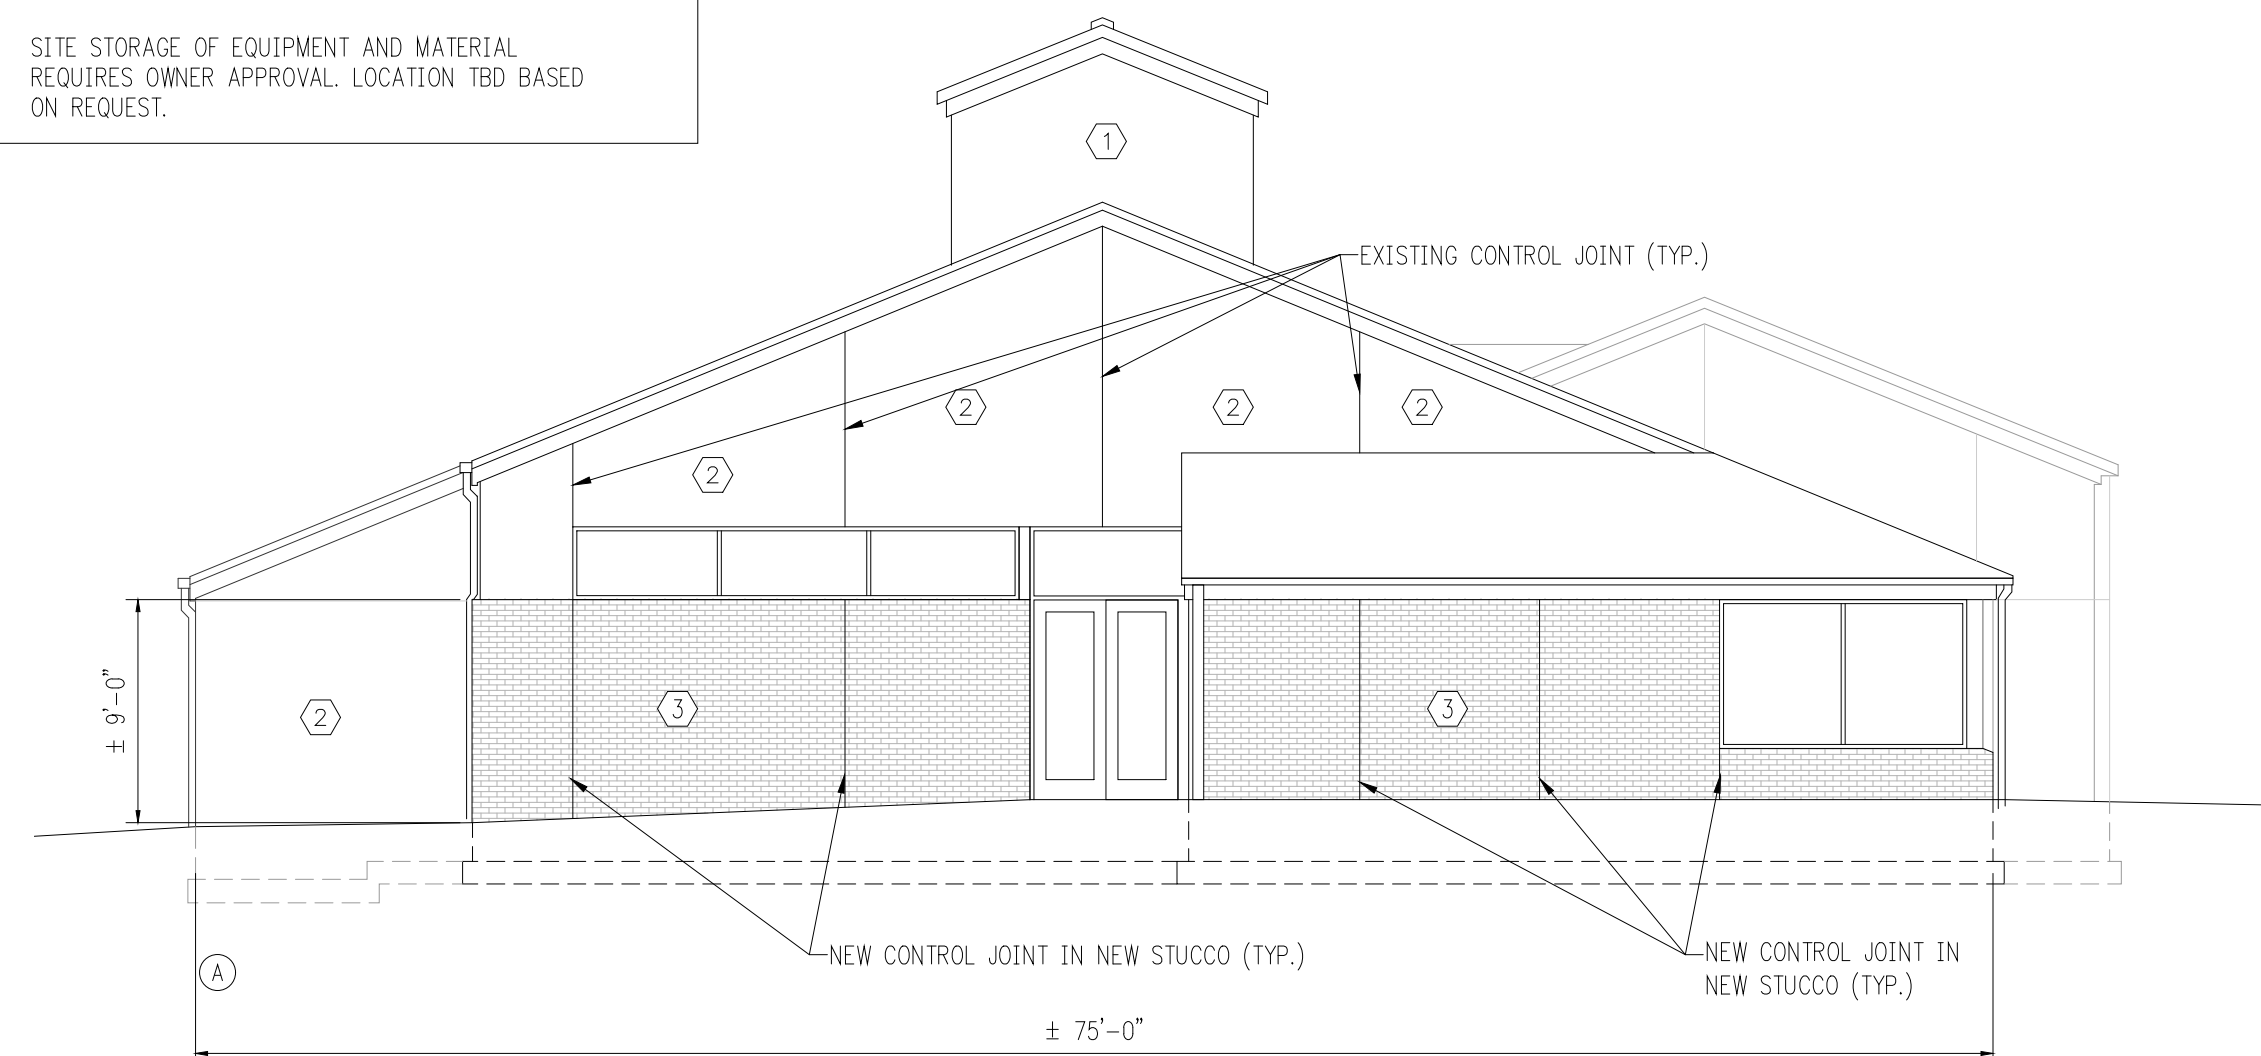 SITE STORAGE OF EQUIPMENT AND MATERIAL
REQUIRES OWNER APPROVAL. LOCATION TBD BASED
ON REQUEST.
1
EXISTING CONTROL JOINT (TYP.)
2
2
2
2
± 9'-0"
2
3
3
NEW CONTROL JOINT IN NEW STUCCO (TYP.)
NEW CONTROL JOINT IN
NEW STUCCO (TYP.)
A
± 75'-0"